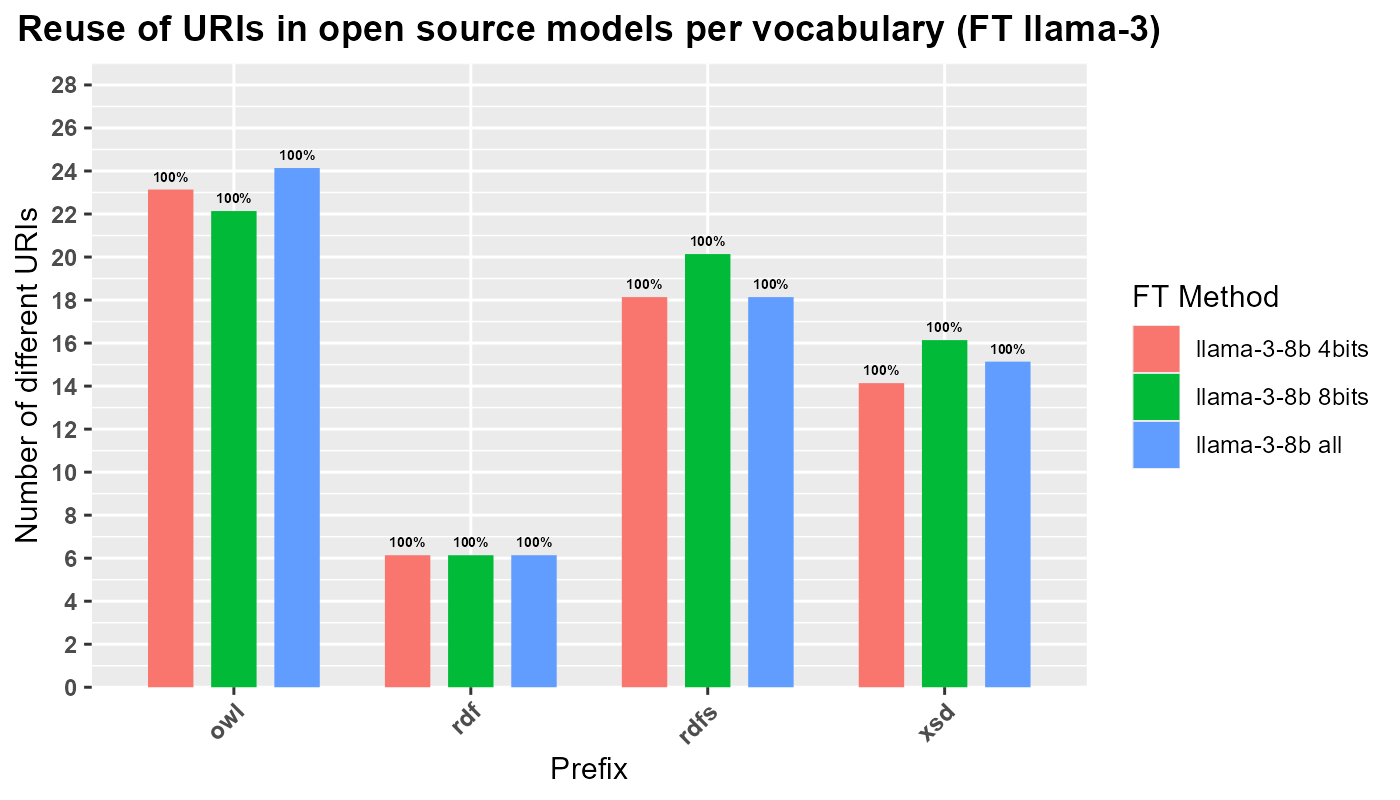 Reuse of URIs in open source models per vocabulary (FT llama-3)
Number of different URIs
28
26
24
22
20
18
16
14
12
10
8
6
4
2
0
100%
100%
100%
100%
100%
100%
100%
100%
100%
100%
100%
100%
owl
rdf
rdfs
xsd
Prefix
FT Method
llama-3-8b 4bits
llama-3-8b 8bits
llama-3-8b all